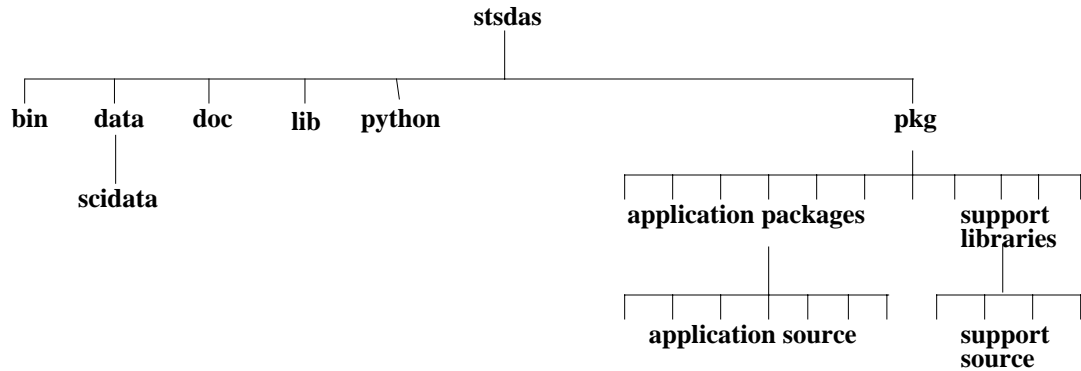 stsdas
bin data doc lib python pkg
scidata
application packages
support
libraries
application source
support
source